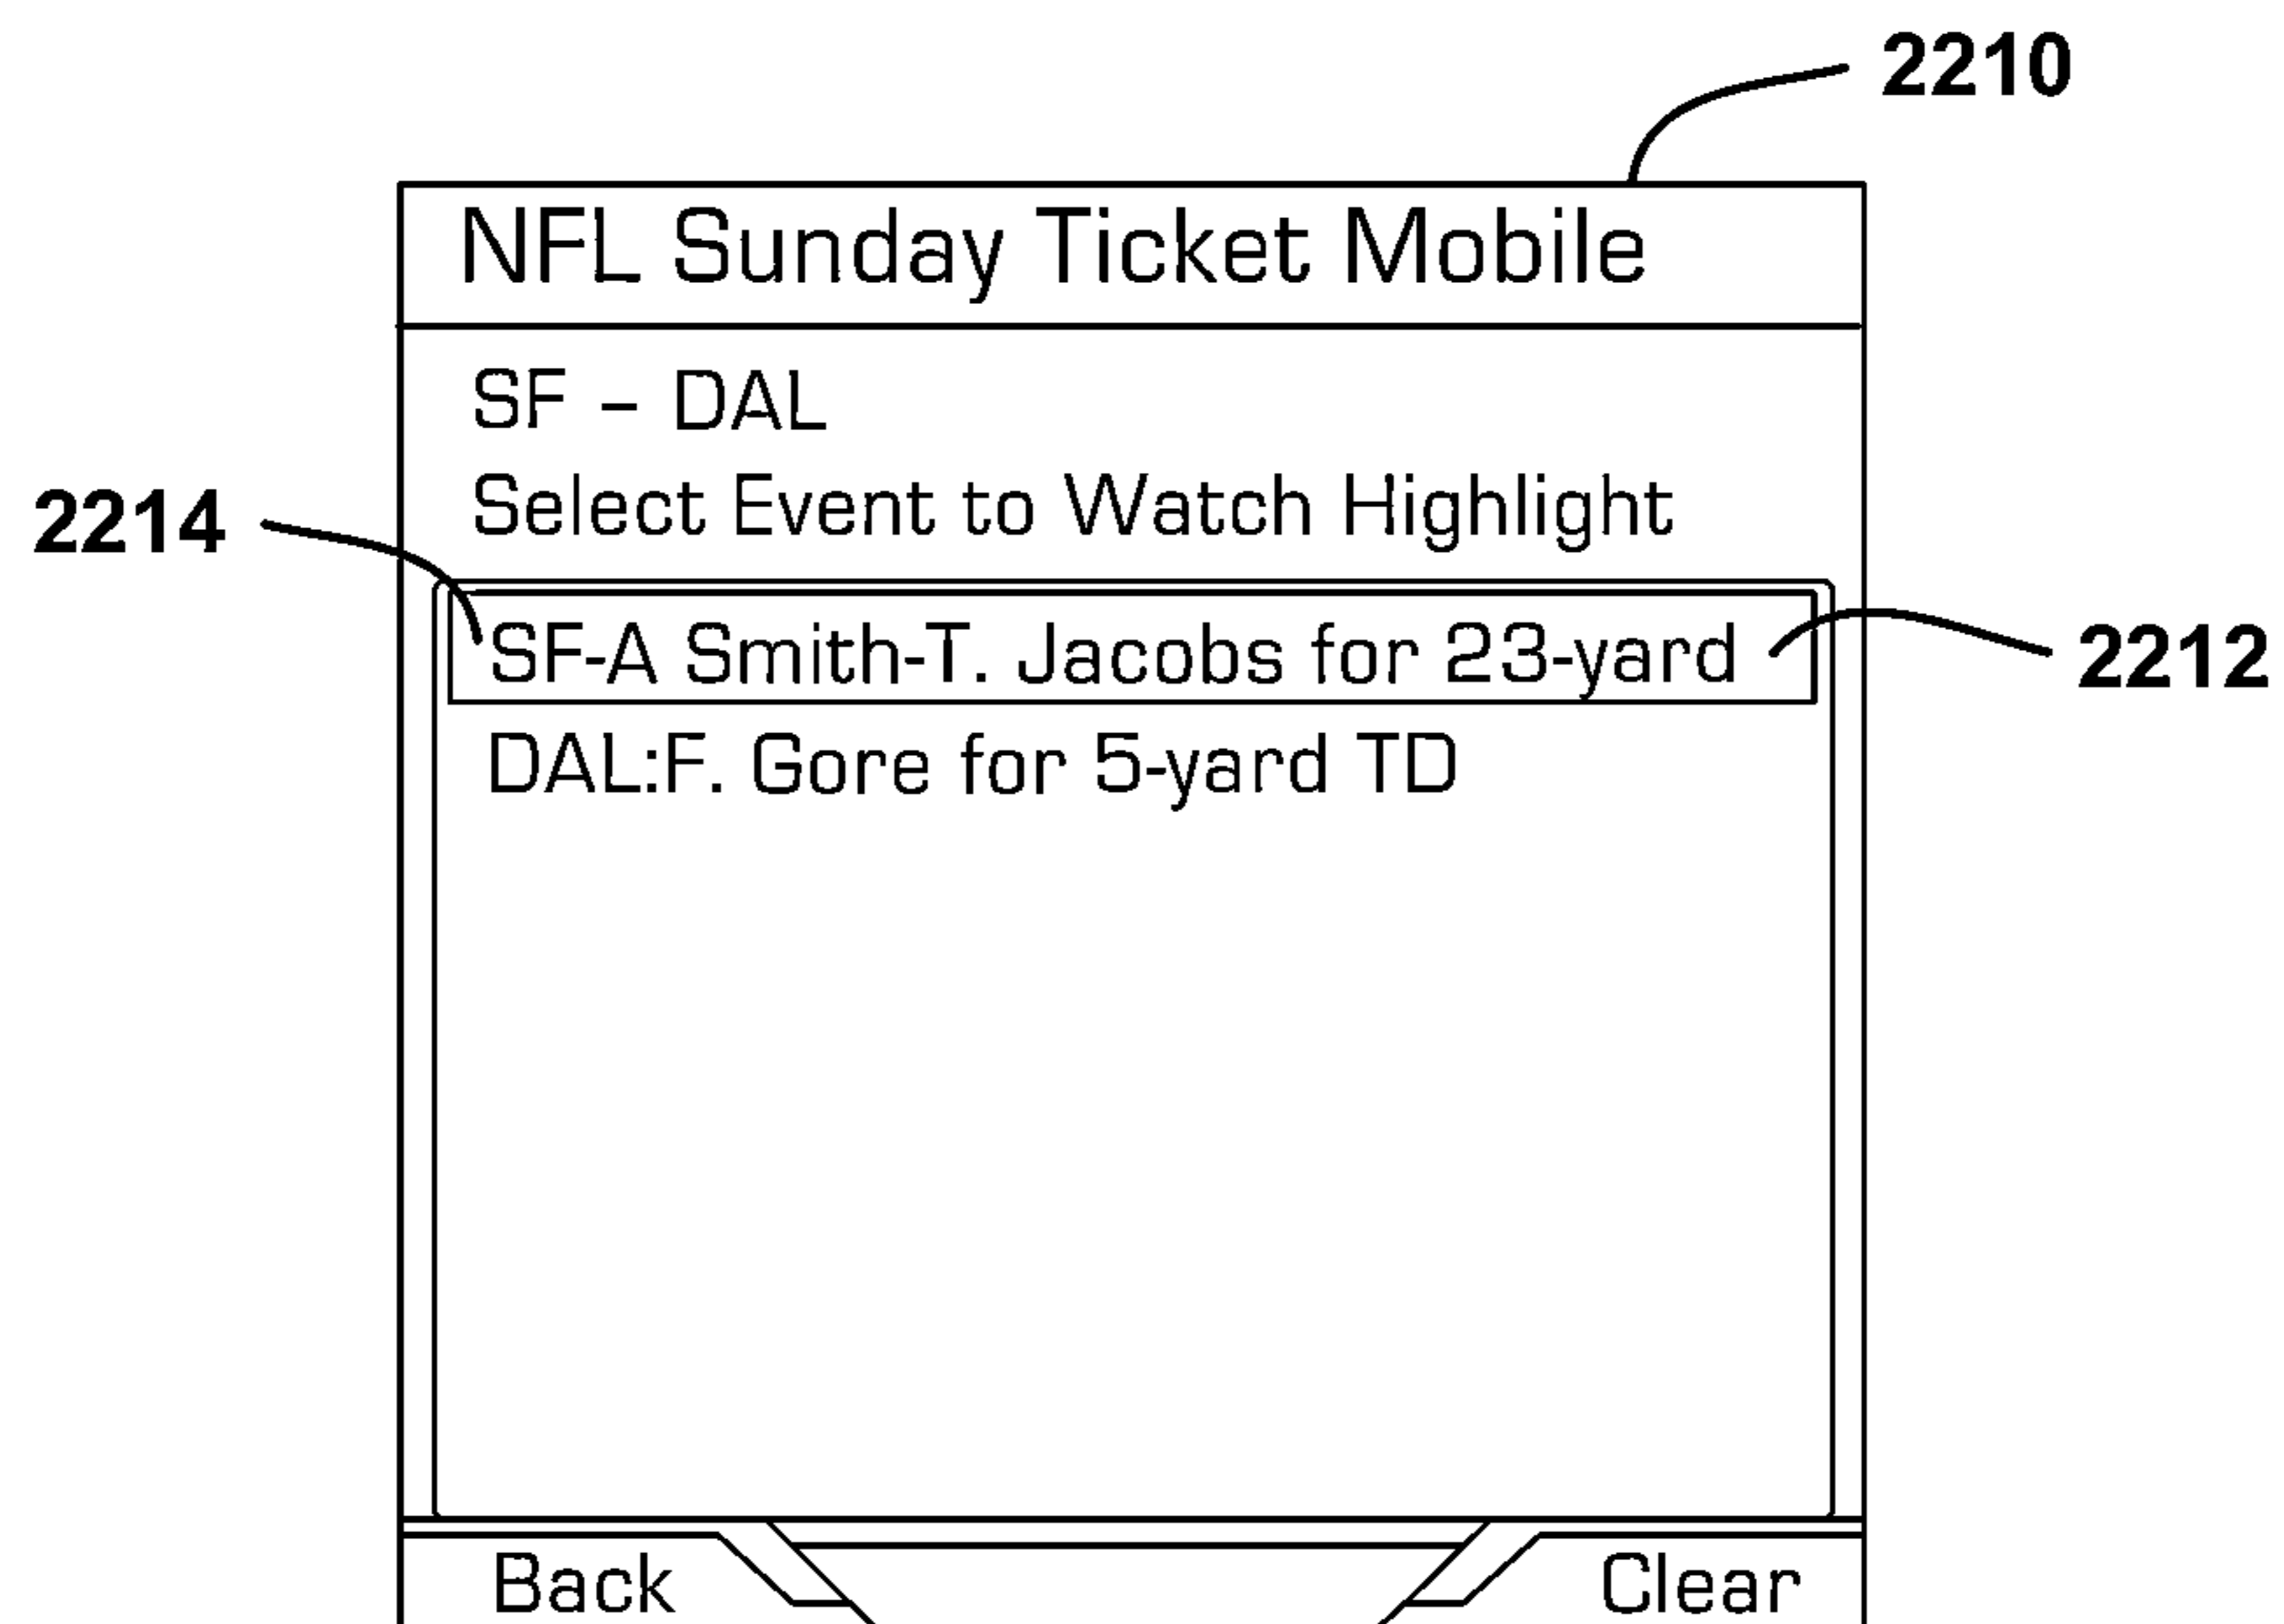 2210
NFL Sunday Ticket Mobile
SF – DAL
Select Event to Watch Highlight
2214
SF-A Smith-T. Jacobs for 23-yard
2212
DAL:F. Gore for 5-yard TD
Back
Clear